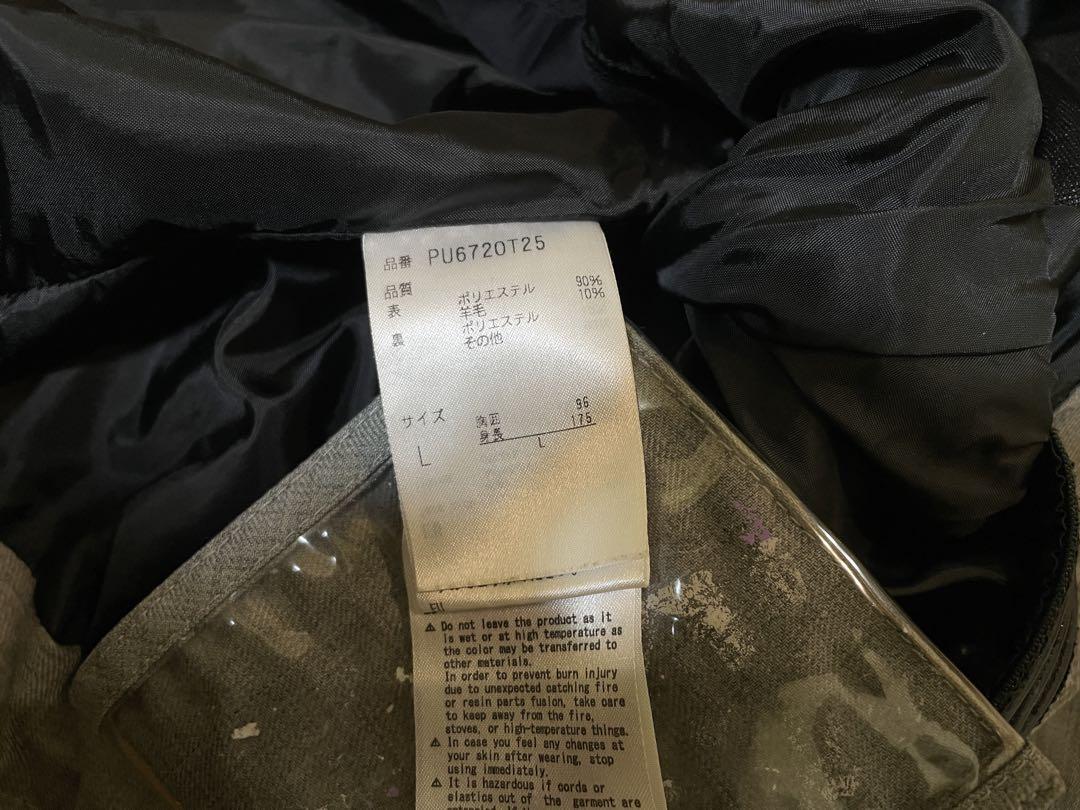 品番 PU672OT25
品質
表 ポリエステル 90%
羊毛 10%
裏 ポリエステル
その他
サイズ 胸囲 96
身長 175
L L
EN
⚠ Do not leave the product as it
is wet or at high temperature as
the color may be transferred to
other materials.
In order to prevent burn injury
due to unexpected catching fire
or resin parts fusion, take care
to keep away from the fire,
stoves, or high-temperature things.
⚠ In case you feel any changes at
your skin after wearing, stop
using immediately.
⚠ It is hazardous if cords or
elastics out of the garment are